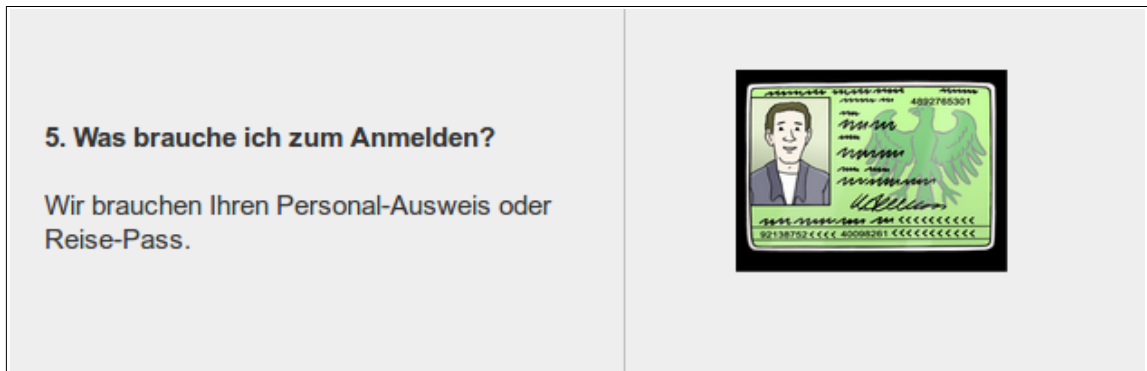 5. Was brauche ich zum Anmelden?
Wir brauchen Ihren Personal-Ausweis oder
Reise-Pass.
4892765301
92138752<<<< 40098261<<<<<<<<<<<